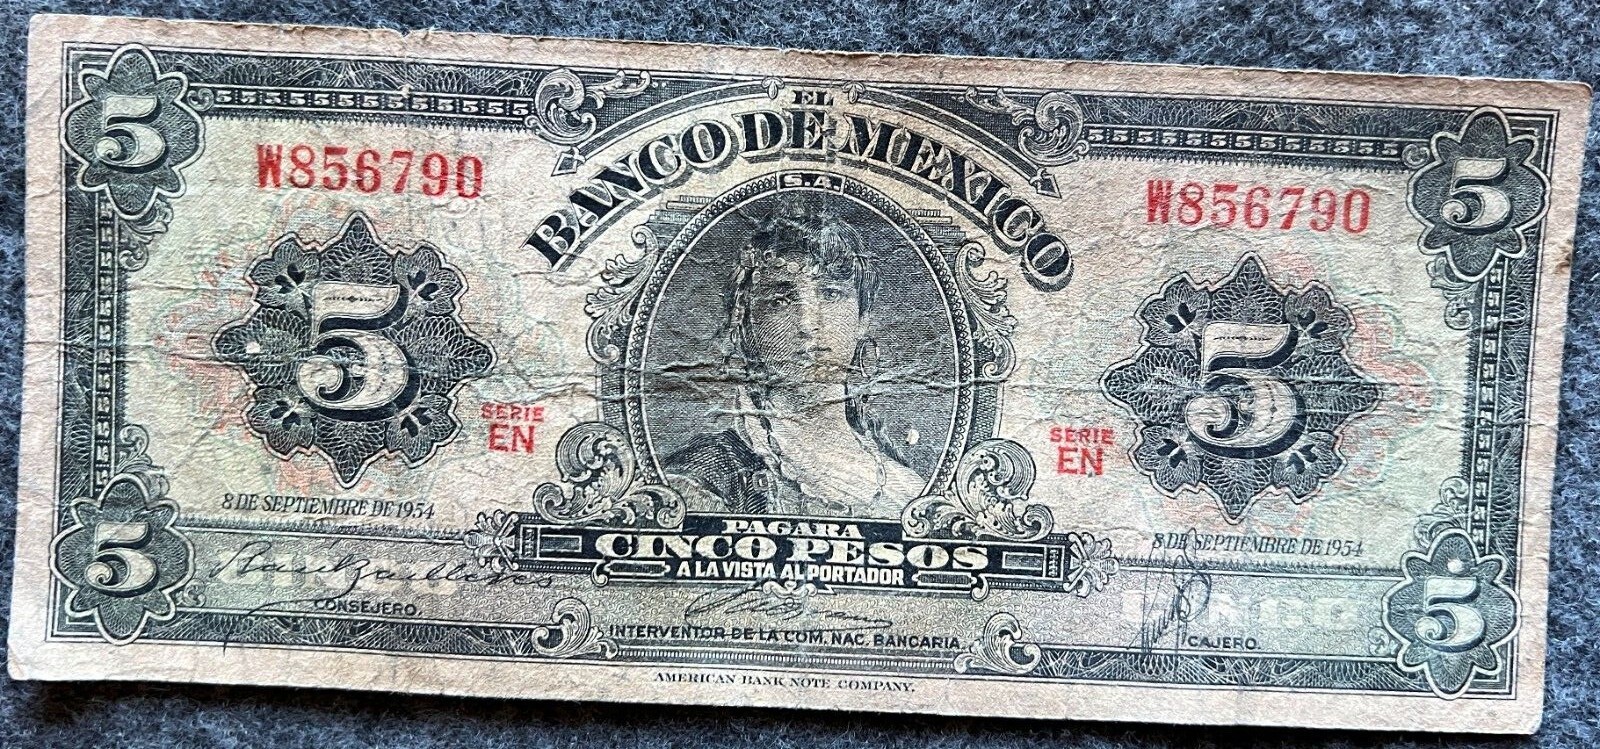 5
5
EL
BANCO DE MEXICO
S.A.
W856790
W856790
5
5
SERIE
EN
SERIE
EN
8 DE SEPTIEMBRE DE 1954
8 DE SEPTIEMBRE DE 1954
PAGARA
CINCO PESOS
A LA VISTA AL PORTADOR
5
5
CONSEJERO.
INTERVENTOR DE LA COM. NAC. BANCARIA.
CAJERO.
AMERICAN BANK NOTE COMPANY.